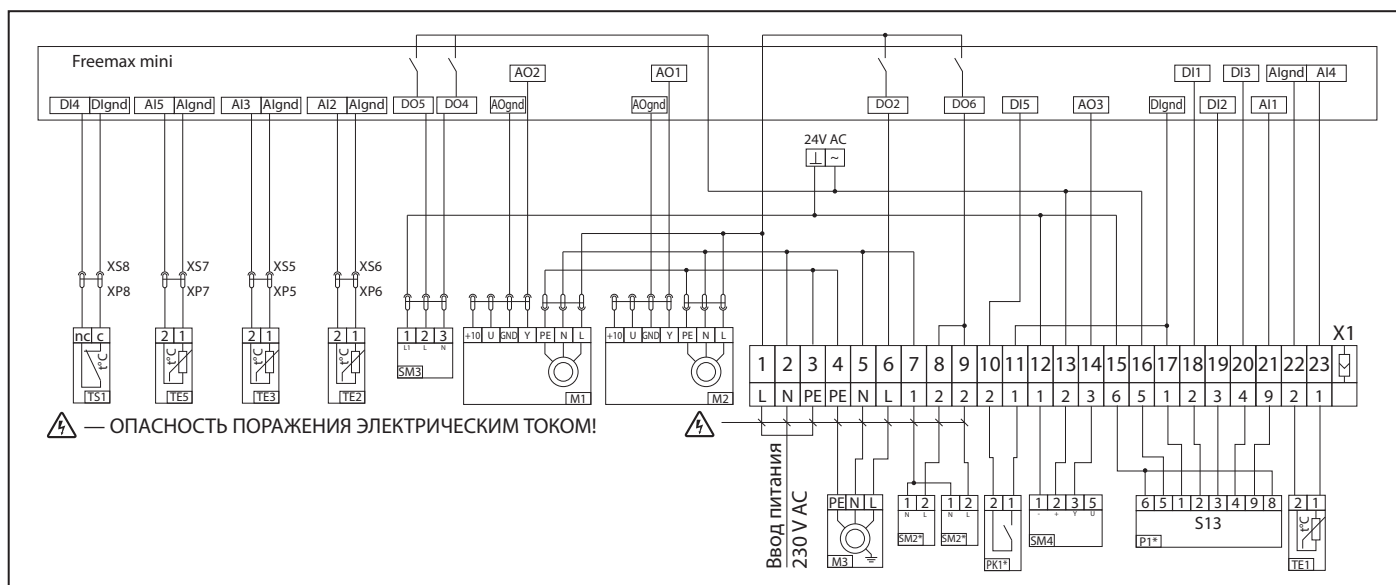 Freemax mini
AO2 AO1 DI1 DI3 AIgnd AI4
DI4 DIgnd AI5 AIgnd AI3 AIgnd AI2 AIgnd DO5 DO4 AOgnd AOgnd DO2 DO6 DI5 AO3 DIgnd DI2 AI1
24V AC
⊥ ~
XS8 XS7 XS5 XS6
XP8 XP7 XP5 XP6
nc c 2 1 2 1 2 1 1 2 3 +10 U GND Y PE N L +10 U GND Y PE N L
L1 L N
t°C t°C t°C t°C
SM3
TS1 TE5 TE3 TE2 M1 M2
X1
1 2 3 4 5 6 7 8 9 10 11 12 13 14 15 16 17 18 19 20 21 22 23
L N PE PE N L 1 2 2 2 1 1 2 3 6 5 1 2 3 4 9 2 1
— ОПАСНОСТЬ ПОРАЖЕНИЯ ЭЛЕКТРИЧЕСКИМ ТОКОМ!
Ввод питания
230 V AC
PE N L 1 2 1 2 2 1 1 2 3 5 6 5 1 2 3 4 9 8 2 1
N L N L - + Y U
S13
t°C
M3 SM2* SM2* PK1* SM4 P1* TE1